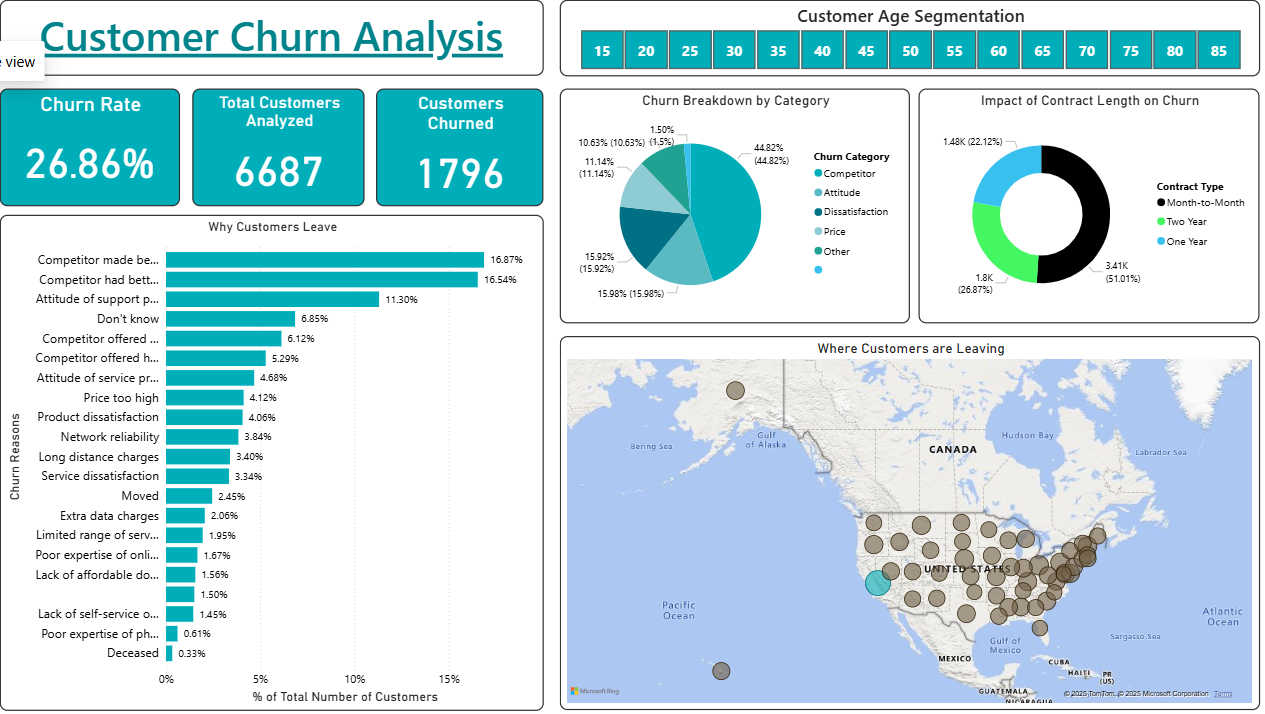 Customer Churn Analysis
e view
Customer Age Segmentation
15 20 25 30 35 40 45 50 55 60 65 70 75 80 85
Churn Rate
26.86%
Total Customers
Analyzed
6687
Customers
Churned
1796
Churn Breakdown by Category
1.50%
(1.5%)
10.63% (10.63%)
11.14%
(11.14%)
15.92%
(15.92%)
15.98% (15.98%)
44.82%
(44.82%)
Churn Category
Competitor
Attitude
Dissatisfaction
Price
Other
Impact of Contract Length on Churn
1.48K (22.12%)
1.8K
(26.87%)
3.41K
(51.01%)
Contract Type
Month-to-Month
Two Year
One Year
Why Customers Leave
Churn Reasons
Competitor made be... 16.87%
Competitor had bett... 16.54%
Attitude of support p... 11.30%
Don't know 6.85%
Competitor offered ... 6.12%
Competitor offered h... 5.29%
Attitude of service pr... 4.68%
Price too high 4.12%
Product dissatisfaction 4.06%
Network reliability 3.84%
Long distance charges 3.40%
Service dissatisfaction 3.34%
Moved 2.45%
Extra data charges 2.06%
Limited range of serv... 1.95%
Poor expertise of onli... 1.67%
Lack of affordable do... 1.56%
1.50%
Lack of self-service o... 1.45%
Poor expertise of ph... 0.61%
Deceased 0.33%
0% 5% 10% 15%
% of Total Number of Customers
Where Customers are Leaving
Bering Sea
Gulf
of Alaska
CANADA
Hudson Bay
Labrador Sea
UNITED STATES
Pacific
Ocean
Atlantic
Ocean
Sargasso Sea
Gulf of
Mexico
MEXICO
CUBA
HAITI
PR
(US)
GUATEMALA
NICARAGUA
Microsoft Bing
© 2025 TomTom, © 2025 Microsoft Corporation Terms